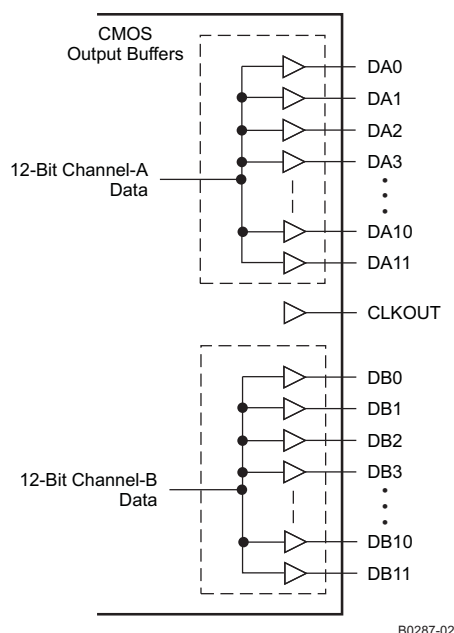 CMOS
Output Buffers
DA0
DA1
DA2
DA3
12-Bit Channel-A
Data
DA10
DA11
CLKOUT
DB0
DB1
DB2
DB3
12-Bit Channel-B
Data
DB10
DB11
B0287-02